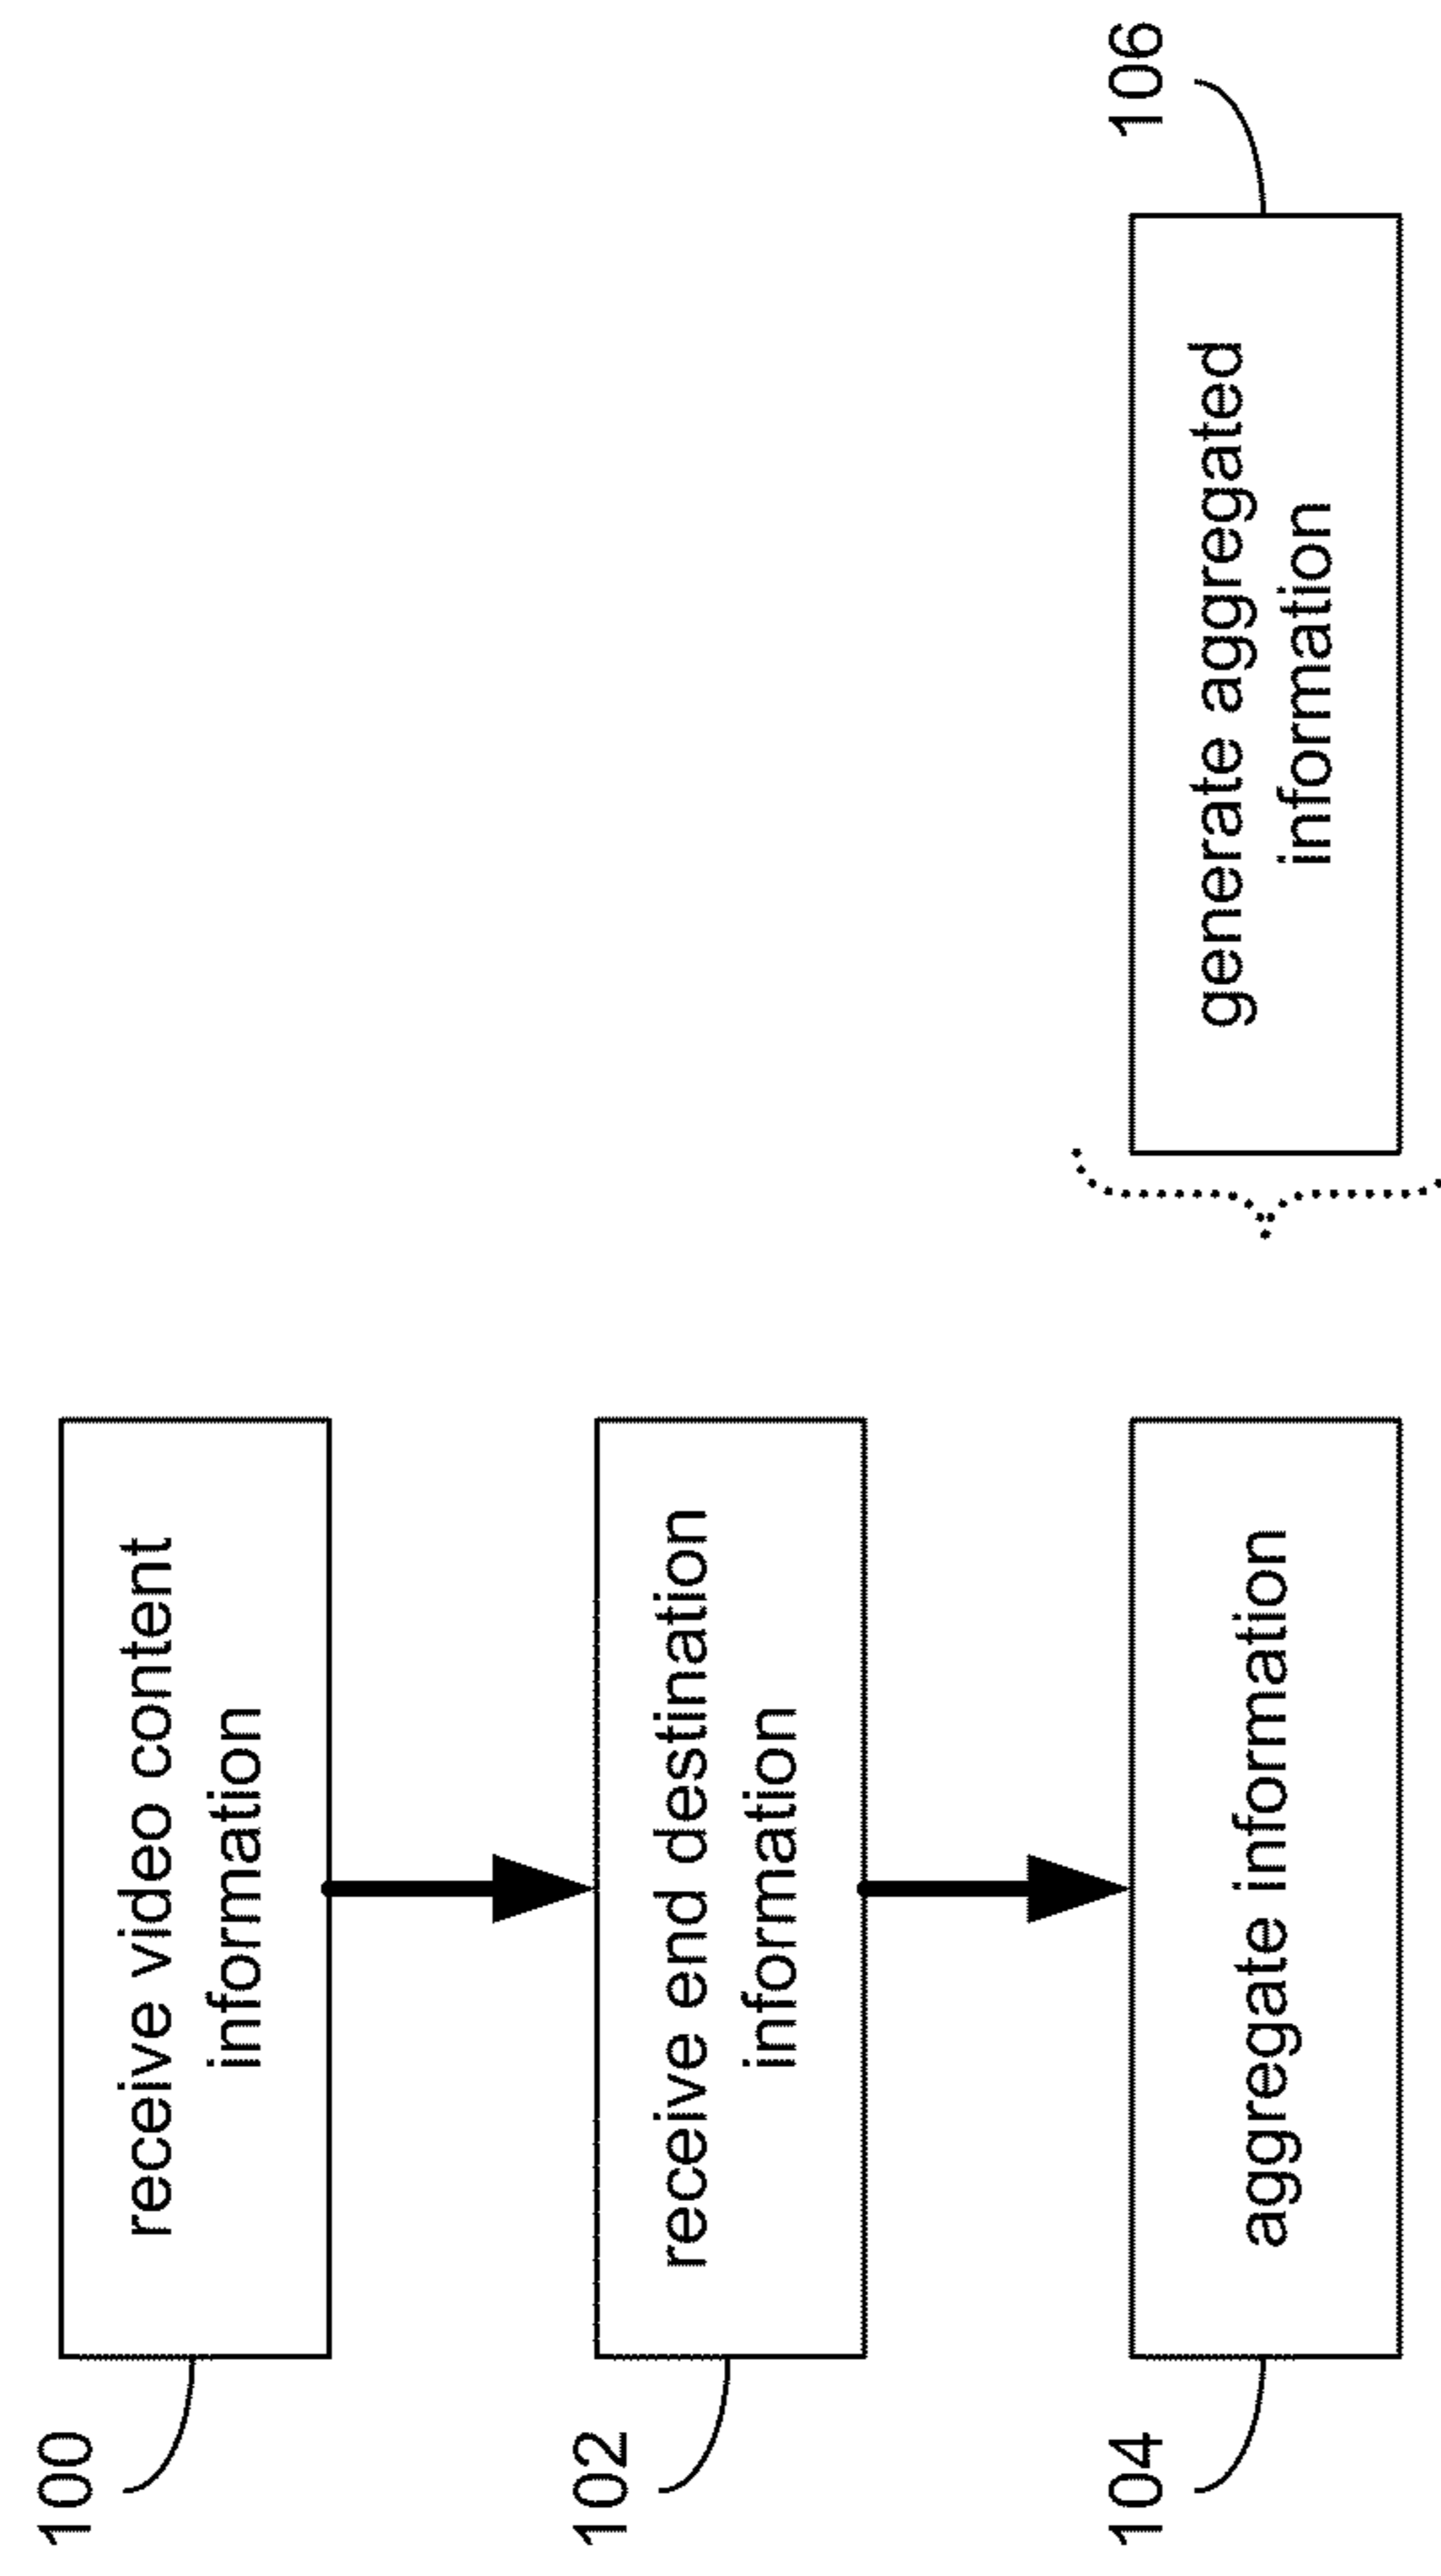 100
receive video content
information
102
receive end destination
information
104
aggregate information
106
generate aggregated
information